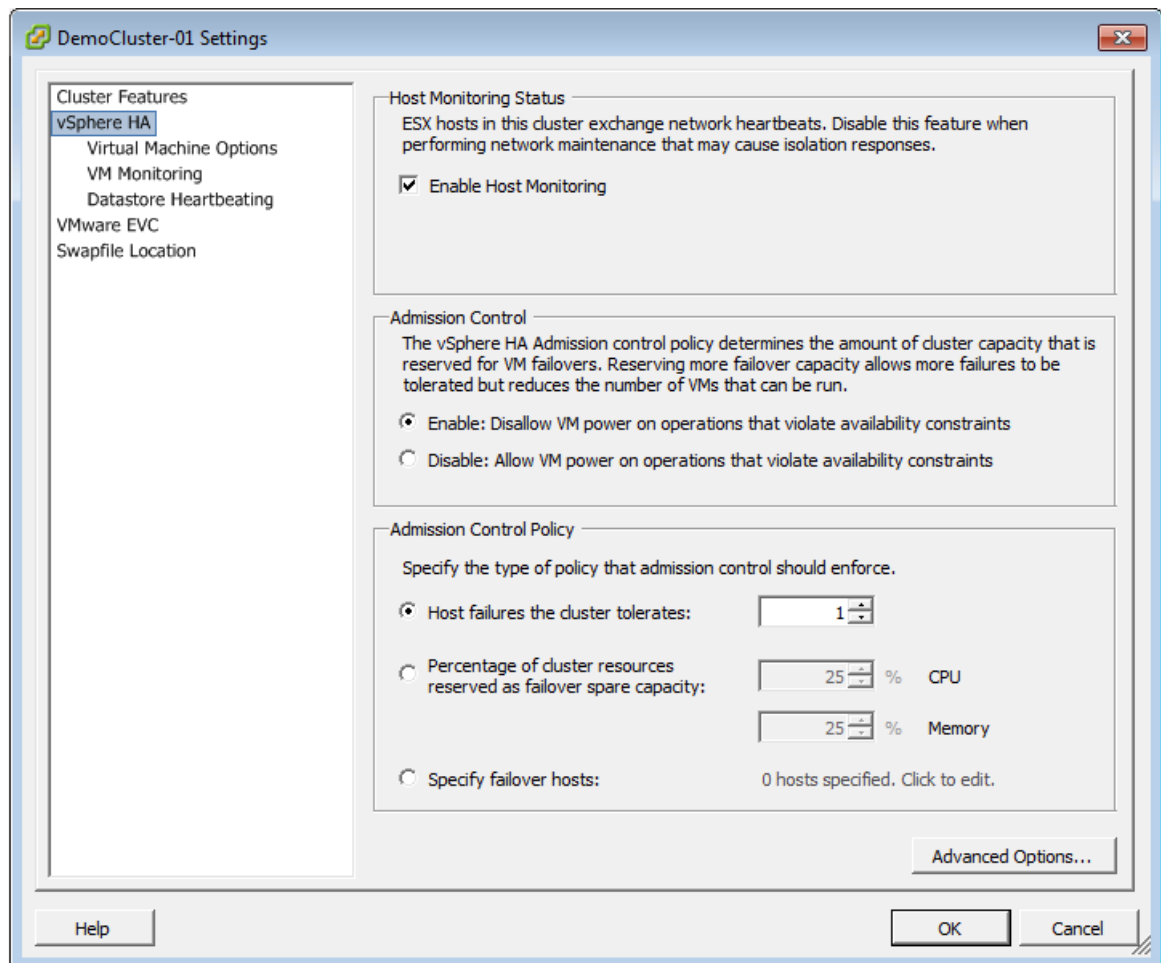 DemoCluster-01 Settings
Cluster Features
vSphere HA
Virtual Machine Options
VM Monitoring
Datastore Heartbeating
VMware EVC
Swapfile Location
Host Monitoring Status
ESX hosts in this cluster exchange network heartbeats. Disable this feature when
performing network maintenance that may cause isolation responses.
Enable Host Monitoring
Admission Control
The vSphere HA Admission control policy determines the amount of cluster capacity that is
reserved for VM failovers. Reserving more failover capacity allows more failures to be
tolerated but reduces the number of VMs that can be run.
Enable: Disallow VM power on operations that violate availability constraints
Disable: Allow VM power on operations that violate availability constraints
Admission Control Policy
Specify the type of policy that admission control should enforce.
Host failures the cluster tolerates: 1
Percentage of cluster resources
reserved as failover spare capacity: 25 % CPU
25 % Memory
Specify failover hosts: 0 hosts specified. Click to edit.
Advanced Options...
Help OK Cancel